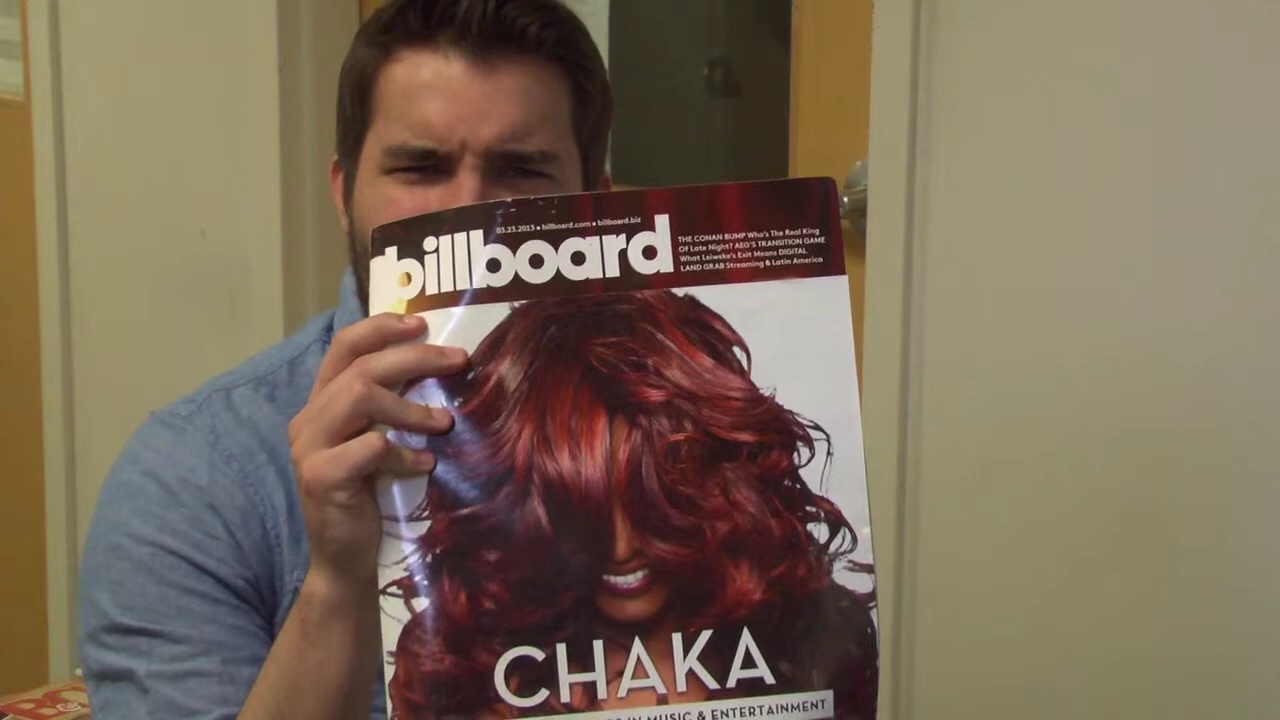 03.23.2013 • billboard.com • billboard.biz
billboard
THE CONAN BUMP Who's The Real King
Of Late Night? AEG'S TRANSITION GAME
What Leiweke's Exit Means DIGITAL
LAND GRAB Streaming & Latin America
CHAKA
IN MUSIC & ENTERTAINMENT